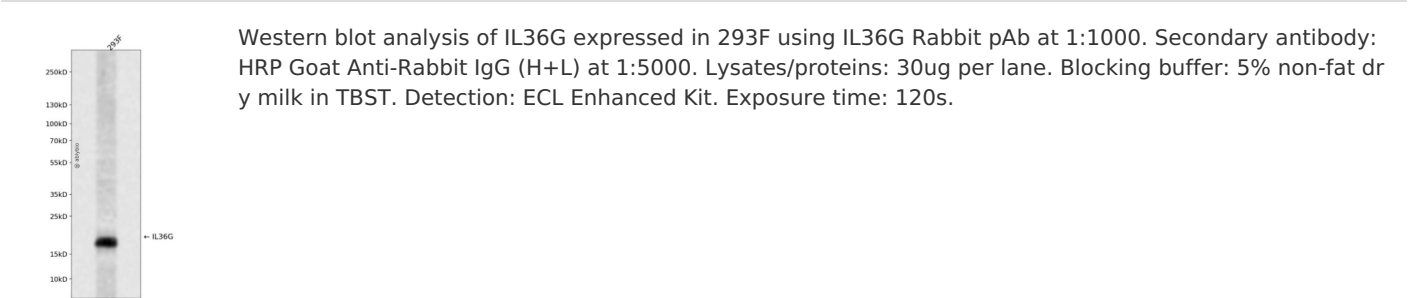 293F
Western blot analysis of IL36G expressed in 293F using IL36G Rabbit pAb at 1:1000. Secondary antibody:
HRP Goat Anti-Rabbit IgG (H+L) at 1:5000. Lysates/proteins: 30ug per lane. Blocking buffer: 5% non-fat dr
y milk in TBST. Detection: ECL Enhanced Kit. Exposure time: 120s.
250kD
130kD
100kD
70kD
55kD
35kD
25kD
← IL36G
15kD
10kD